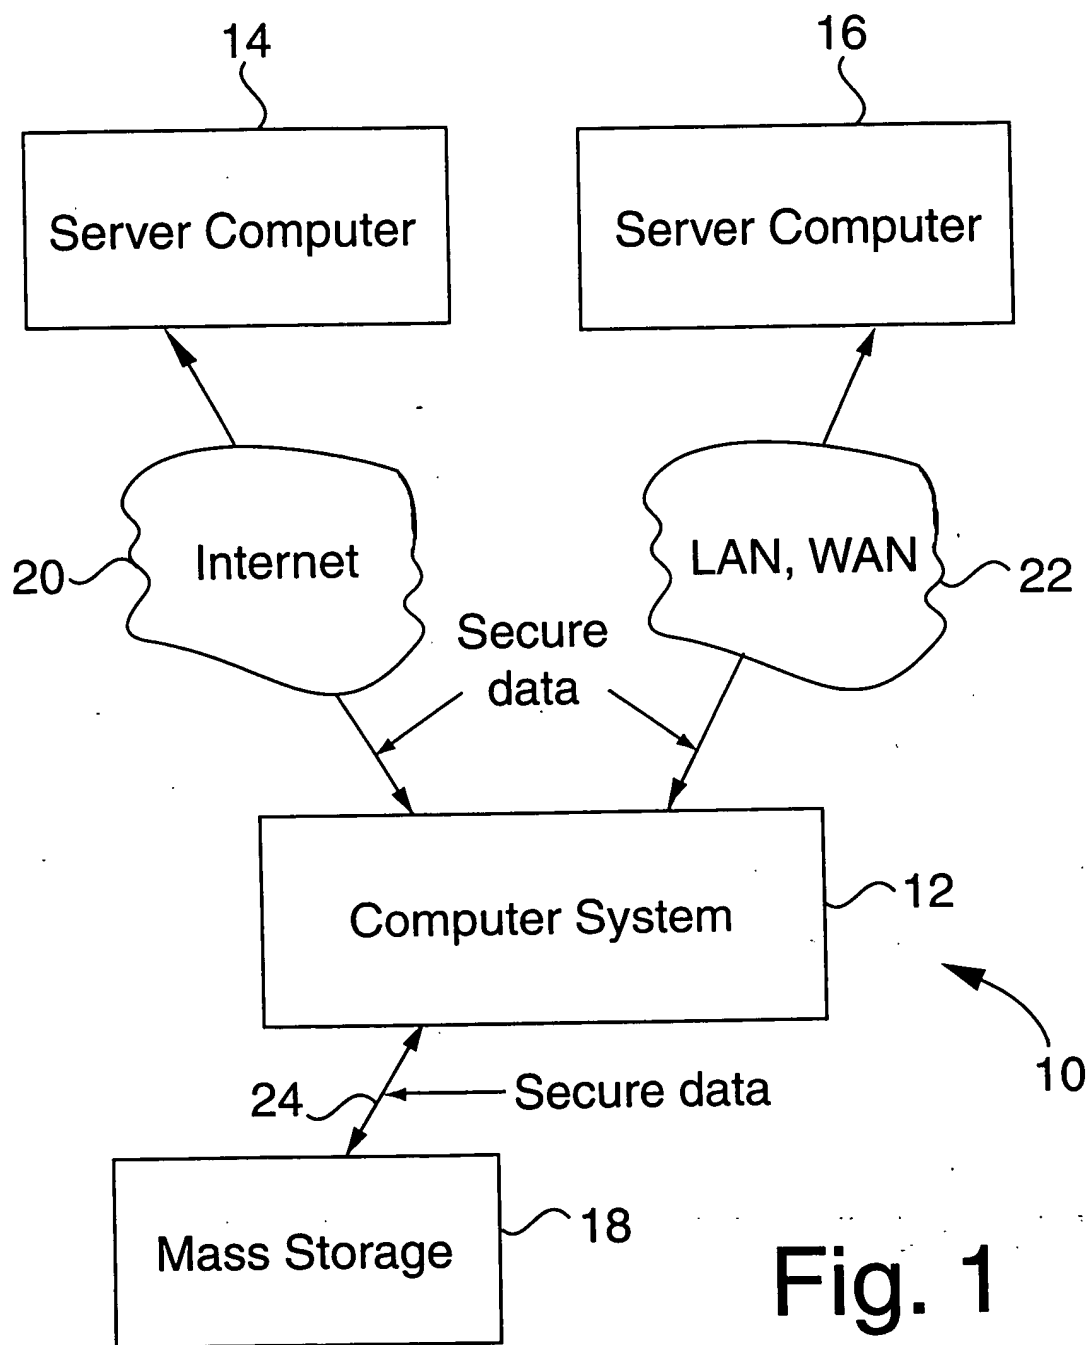 14
16
Server Computer
Server Computer
Internet
LAN, WAN
20
22
Secure
data
Computer System
12
10
24
Secure data
18
Mass Storage
Fig. 1